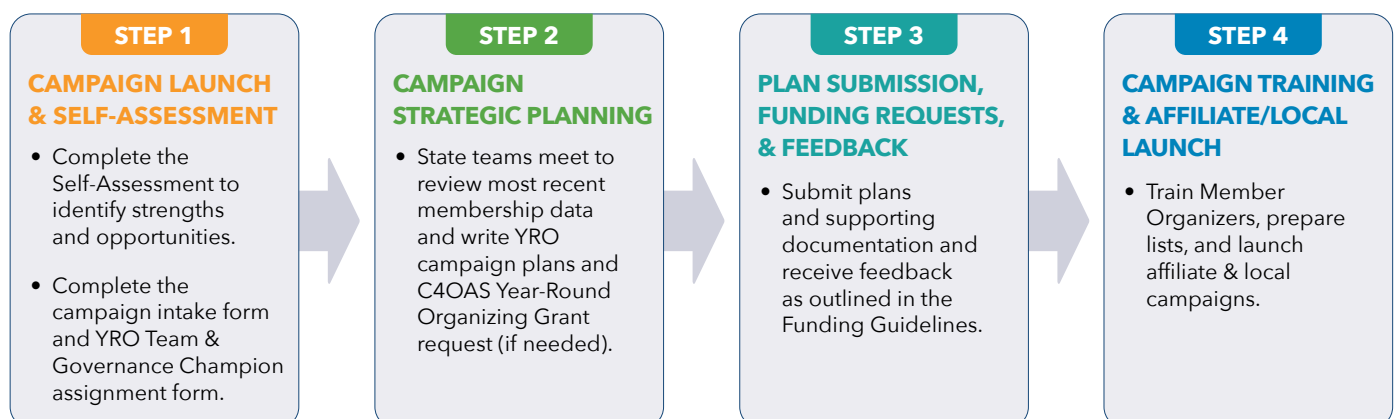 STEP 1
CAMPAIGN LAUNCH
& SELF-ASSESSMENT
• Complete the
Self-Assessment to
identify strengths
and opportunities.
• Complete the
campaign intake form
and YRO Team &
Governance Champion
assignment form.
STEP 2
CAMPAIGN
STRATEGIC PLANNING
• State teams meet to
review most recent
membership data
and write YRO
campaign plans and
C4OAS Year-Round
Organizing Grant
request (if needed).
STEP 3
PLAN SUBMISSION,
FUNDING REQUESTS,
& FEEDBACK
• Submit plans
and supporting
documentation and
receive feedback
as outlined in the
Funding Guidelines.
STEP 4
CAMPAIGN TRAINING
& AFFILIATE/LOCAL
LAUNCH
• Train Member
Organizers, prepare
lists, and launch
affiliate & local
campaigns.